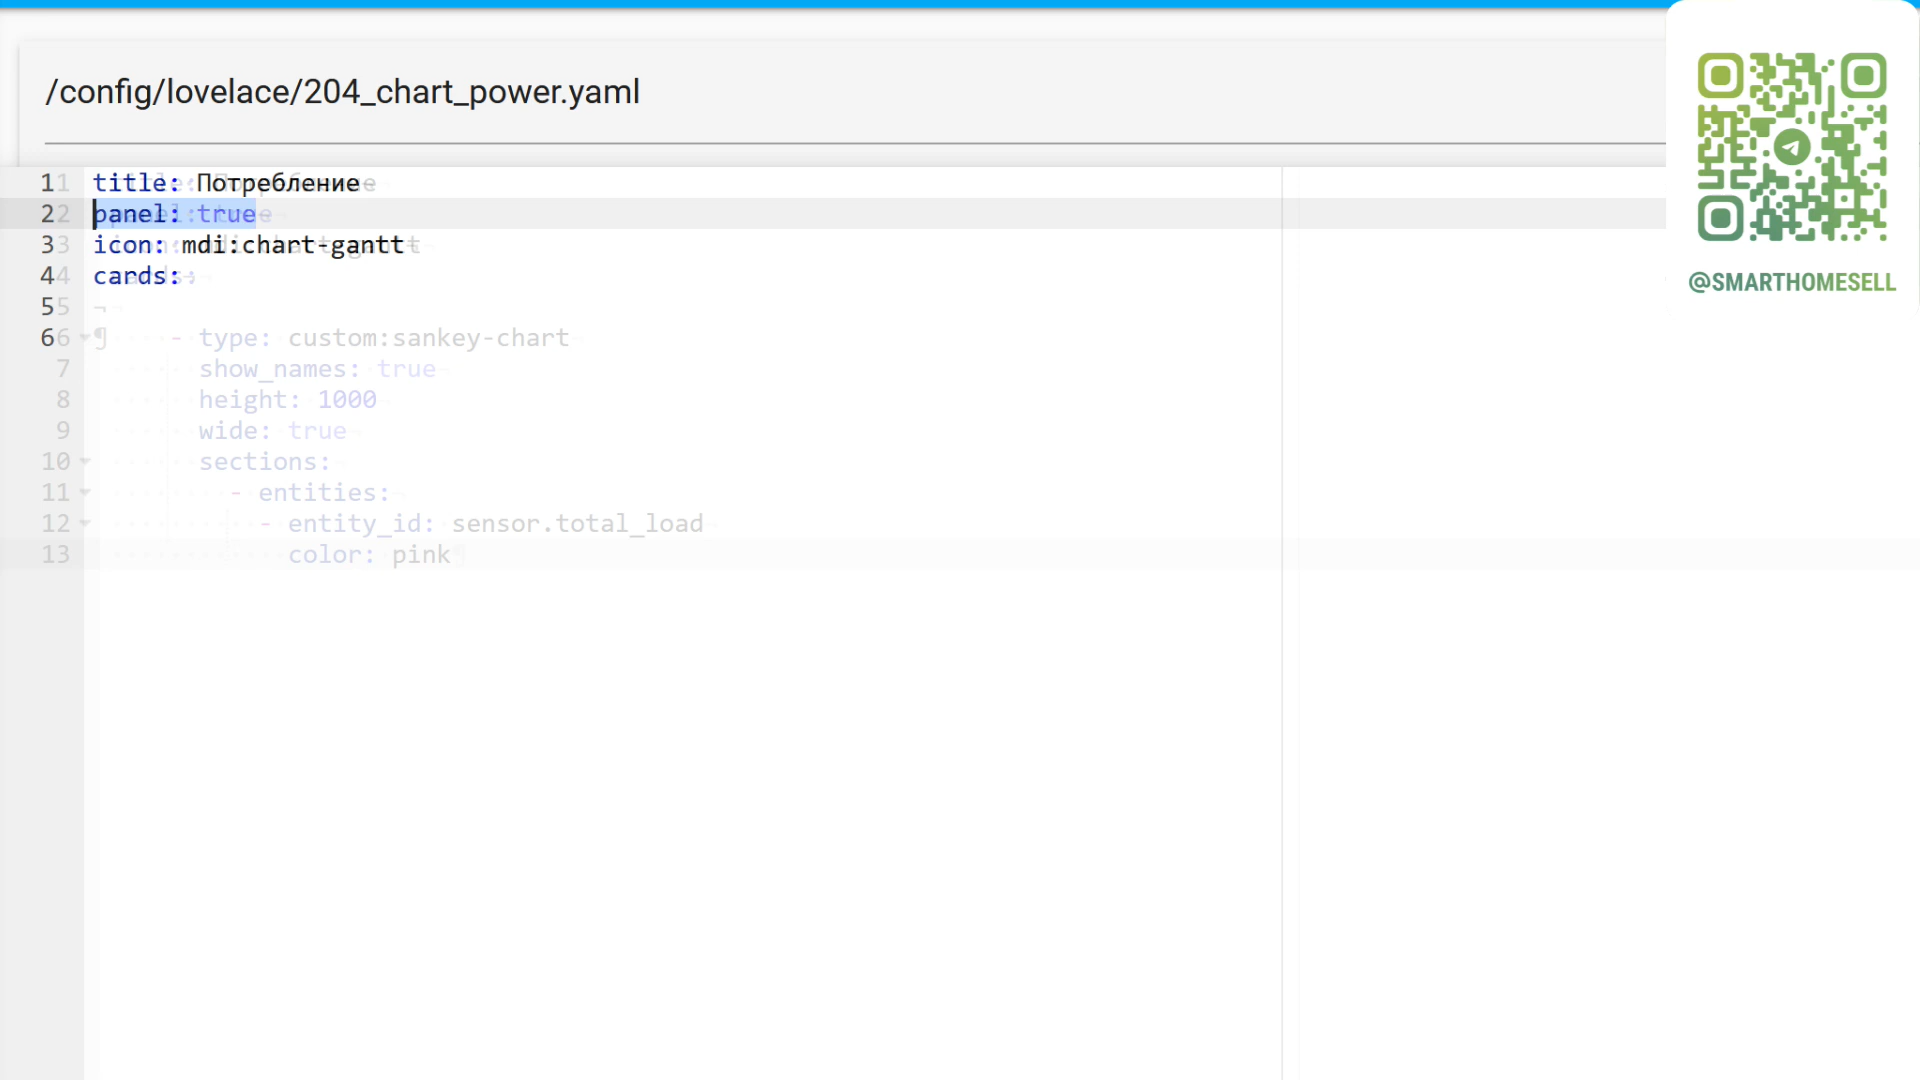 /config/lovelace/204_chart_power.yaml
@SMARTHOMESELL
1 title: Потребление
2 panel: true
3 icon: mdi:chart-gantt
4 cards:
5
6 - type: custom:sankey-chart
7 show_names: true
8 height: 1000
9 wide: true
10 sections:
11 - entities:
12 - entity_id: sensor.total_load
13 color: pink